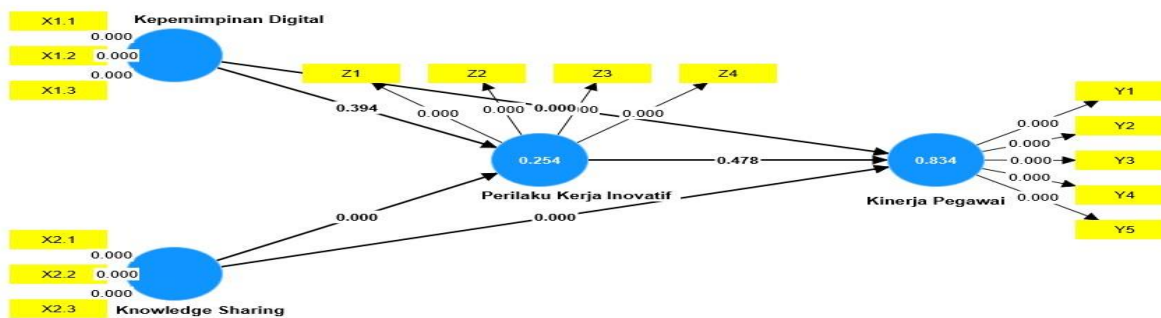 X1.1
Kepemimpinan Digital
0.000
X1.2
0.000
0.000
X1.3
Z1
Z2
Z3
Z4
0.394
0.000
0.000
0.000
0.000
0.254
Perilaku Kerja Inovatif
0.478
0.834
Kinerja Pegawai
Y1
0.000
Y2
0.000
0.000
Y3
0.000
Y4
0.000
Y5
0.000
0.000
X2.1
0.000
X2.2
0.000
0.000
X2.3
Knowledge Sharing